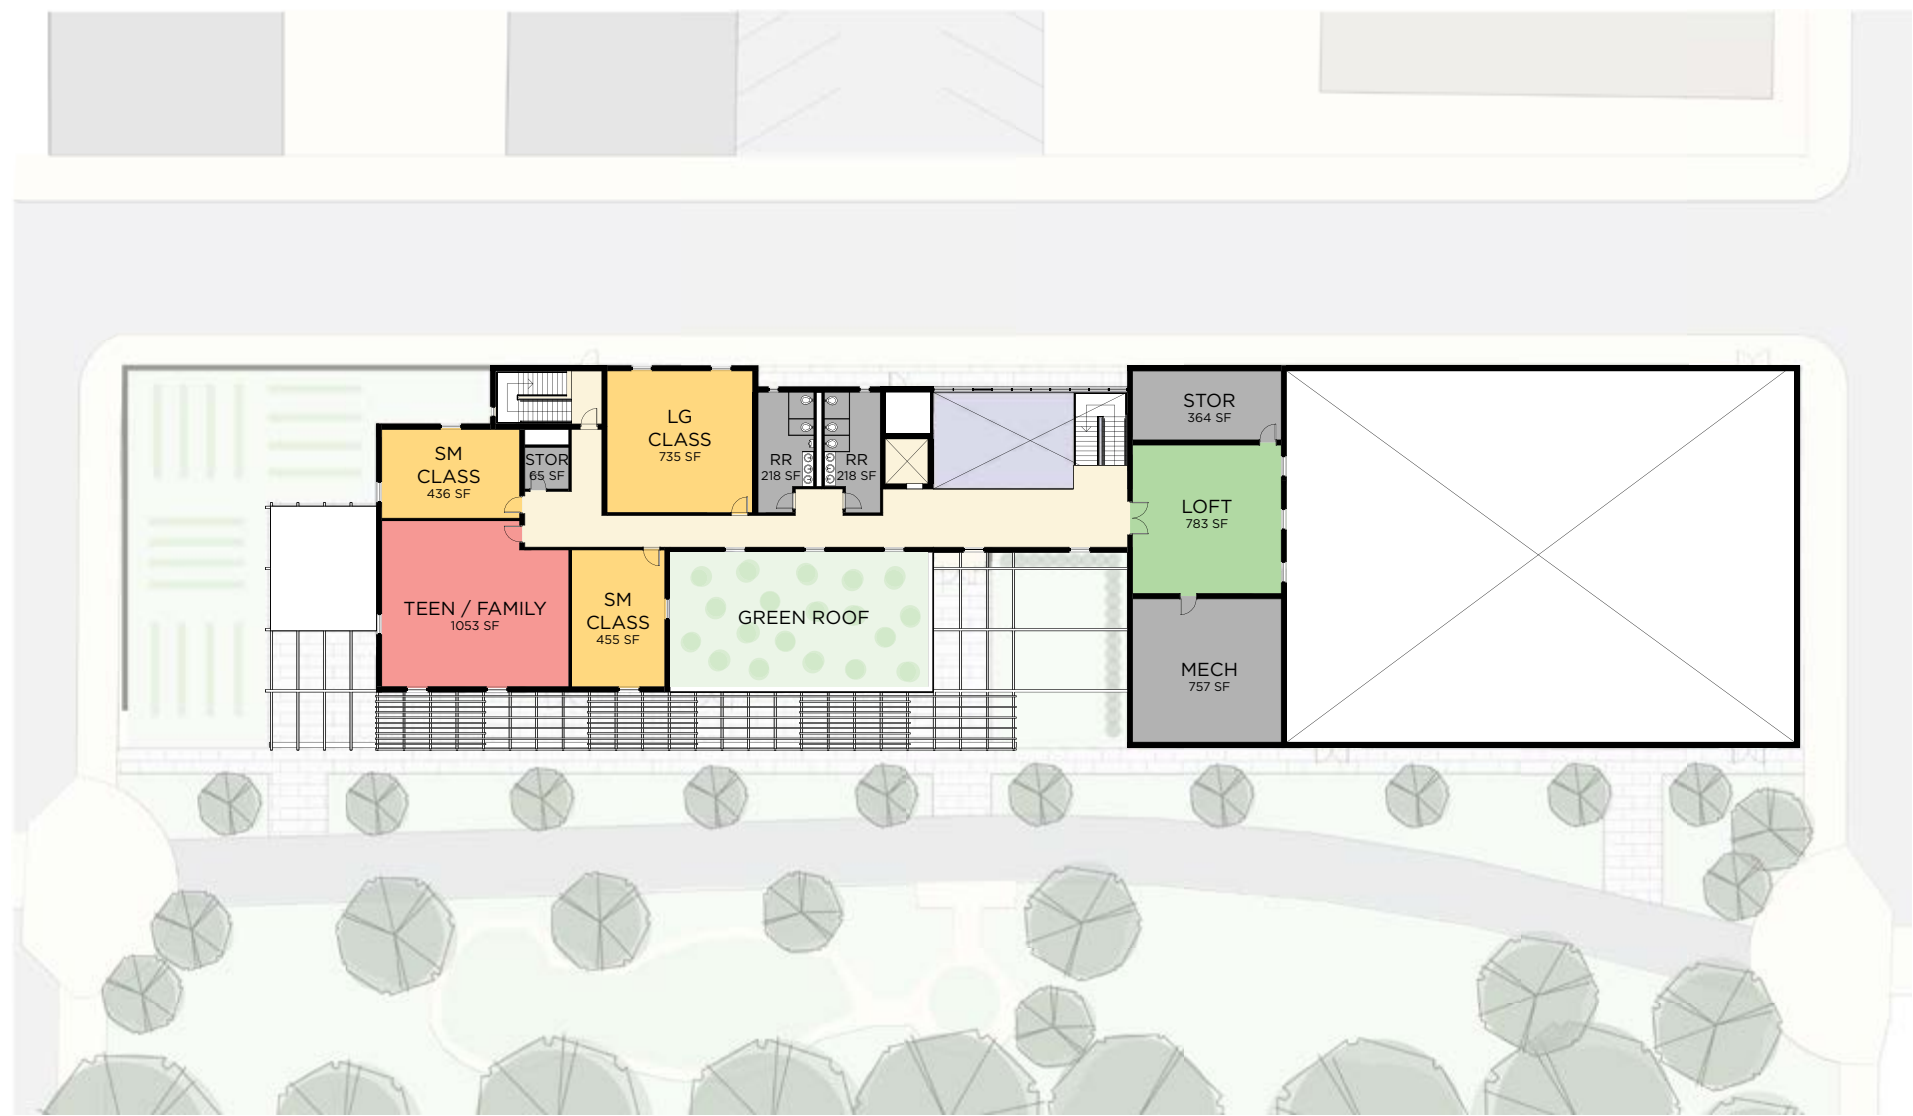 LG
CLASS
735 SF
STOR
364 SF
SM
CLASS
436 SF
STOR
65 SF
RR
218 SF
RR
218 SF
LOFT
783 SF
TEEN / FAMILY
1053 SF
SM
CLASS
455 SF
GREEN ROOF
MECH
757 SF